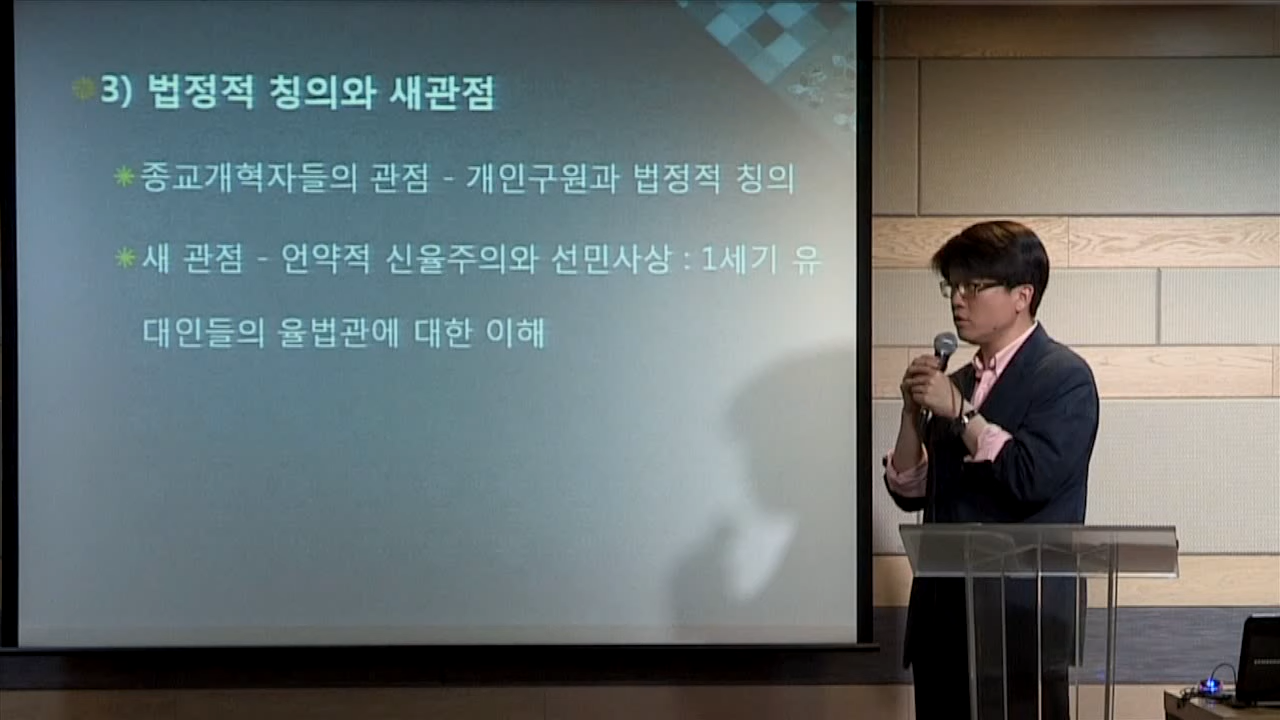 3) 법정적 칭의와 새관점
종교개혁자들의 관점 - 개인구원과 법정적 칭의
새 관점 - 언약적 신율주의와 선민사상 : 1세기 유
대인들의 율법관에 대한 이해